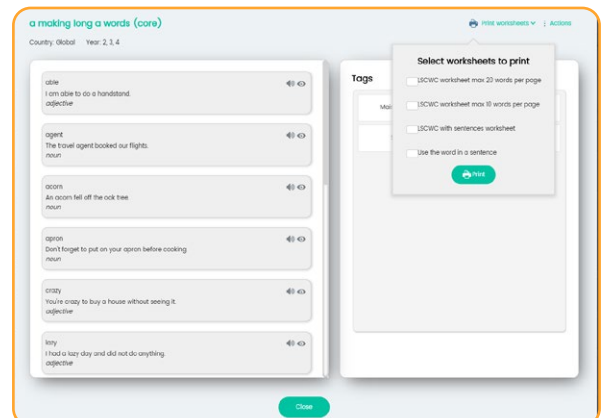 a making long a words (core)
Print worksheets
Actions
Country: Global Year: 2, 3, 4
able
I am able to do a handstand.
adjective
agent
The travel agent booked our flights.
noun
acorn
An acorn fell off the oak tree.
noun
apron
Don't forget to put on your apron before cooking
noun
crazy
You're crazy to buy a house without seeing it.
adjective
lazy
I had a lazy day and did not do anything.
adjective
Tags
Select worksheets to print
LSCWC worksheet max 20 words per page
LSCWC worksheet max 10 words per page
LSCWC with sentences worksheet
Use the word in a sentence
Print
Close